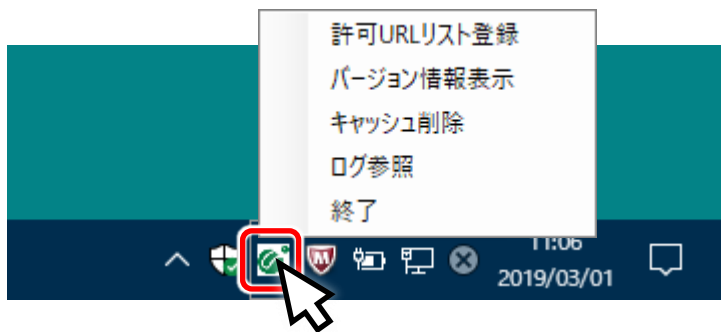 許可URLリスト登録
バージョン情報表示
キャッシュ削除
ログ参照
終了
11:06
2019/03/01